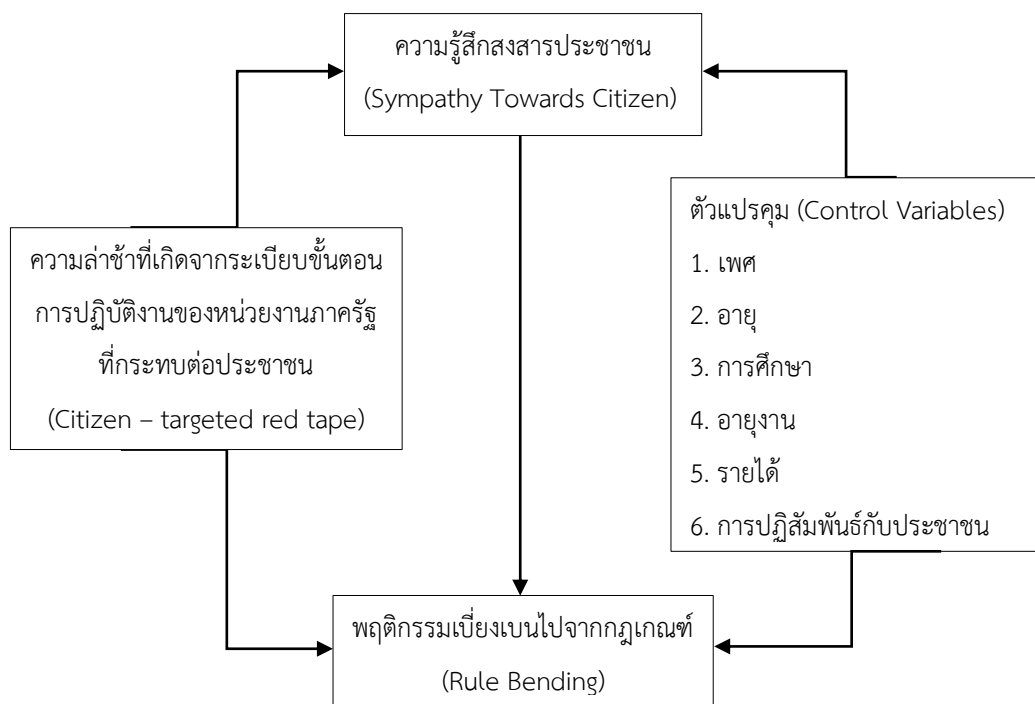 ความรู้สึกสงสารประชาชน
(Sympathy Towards Citizen)
ความล่าช้าที่เกิดจากระเบียบขั้นตอน
การปฏิบัติงานของหน่วยงานภาครัฐ
ที่กระทบต่อประชาชน
(Citizen – targeted red tape)
ตัวแปรคุม (Control Variables)
1. เพศ
2. อายุ
3. การศึกษา
4. อายุงาน
5. รายได้
6. การปฏิสัมพันธ์กับประชาชน
พฤติกรรมเบี่ยงเบนไปจากกฎเกณฑ์
(Rule Bending)